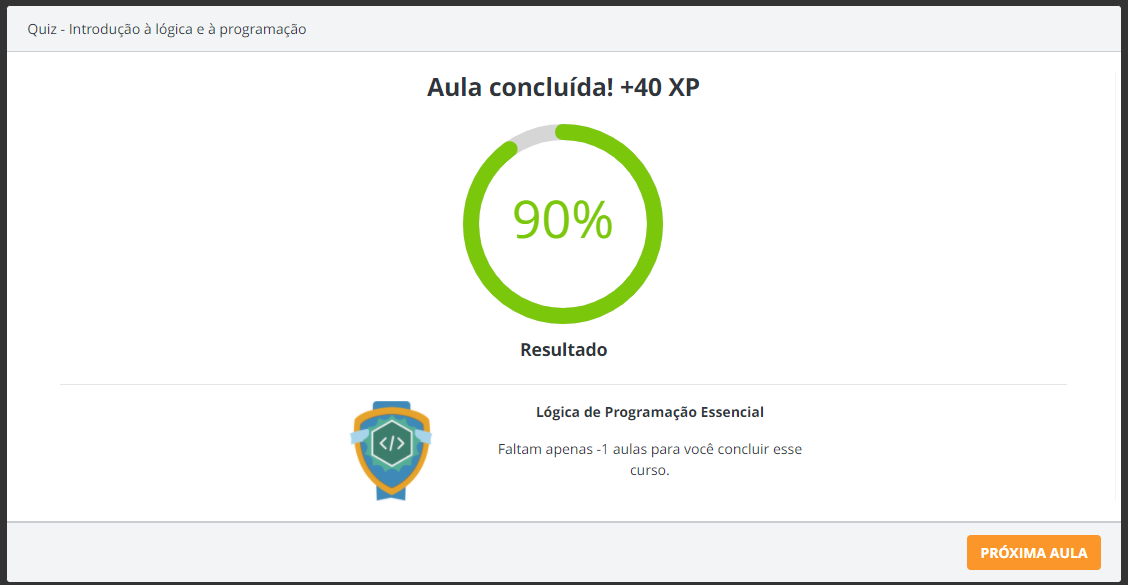 Quiz - Introdução à lógica e à programação
Aula concluída! +40 XP
90%
Resultado
Lógica de Programação Essencial
</>
Faltam apenas -1 aulas para você concluir esse
curso.
PRÓXIMA AULA